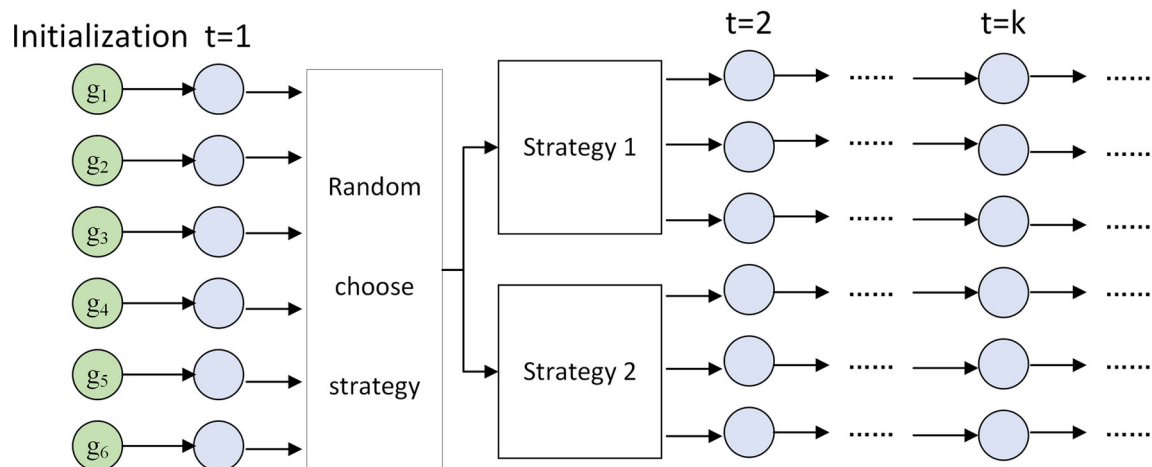 Initialization t=1 t=2 t=k
g₁ ...... ......
g₂ ...... ......
Random Strategy 1
g₃ ...... ......
choose
g₄ ...... ......
g₅ ...... ......
strategy Strategy 2
g₆ ...... ......